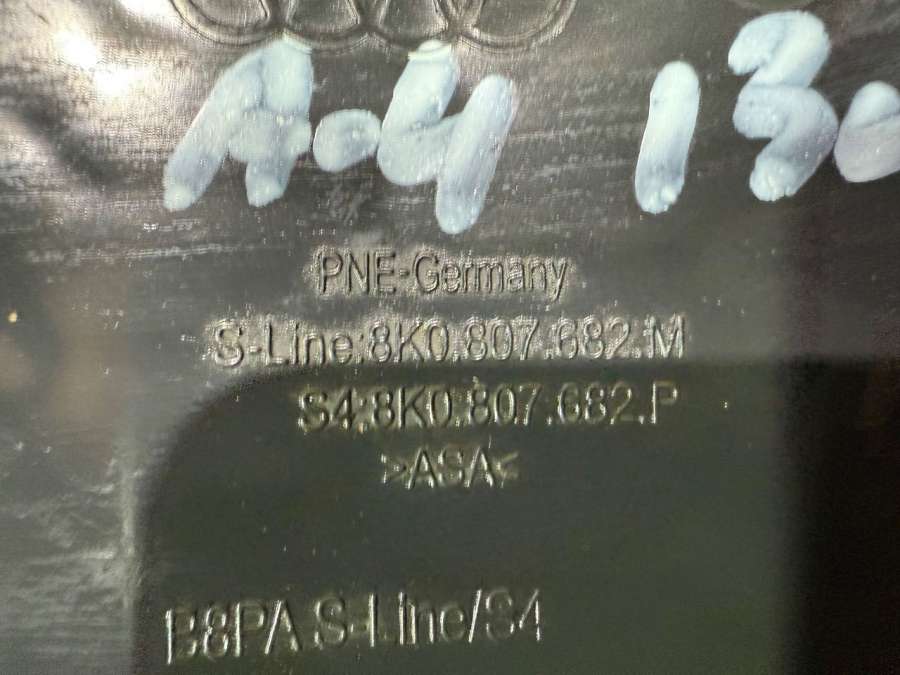 A-4 13
PNE-Germany
S-Line:8K0.807.682.M
S4:8K0.807.682.P
>ASA<
B8PA S-Line/S4